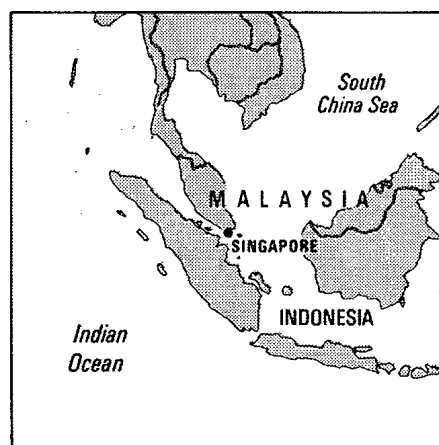 South
China Sea
MALAYSIA
SINGAPORE
INDONESIA
Indian
Ocean